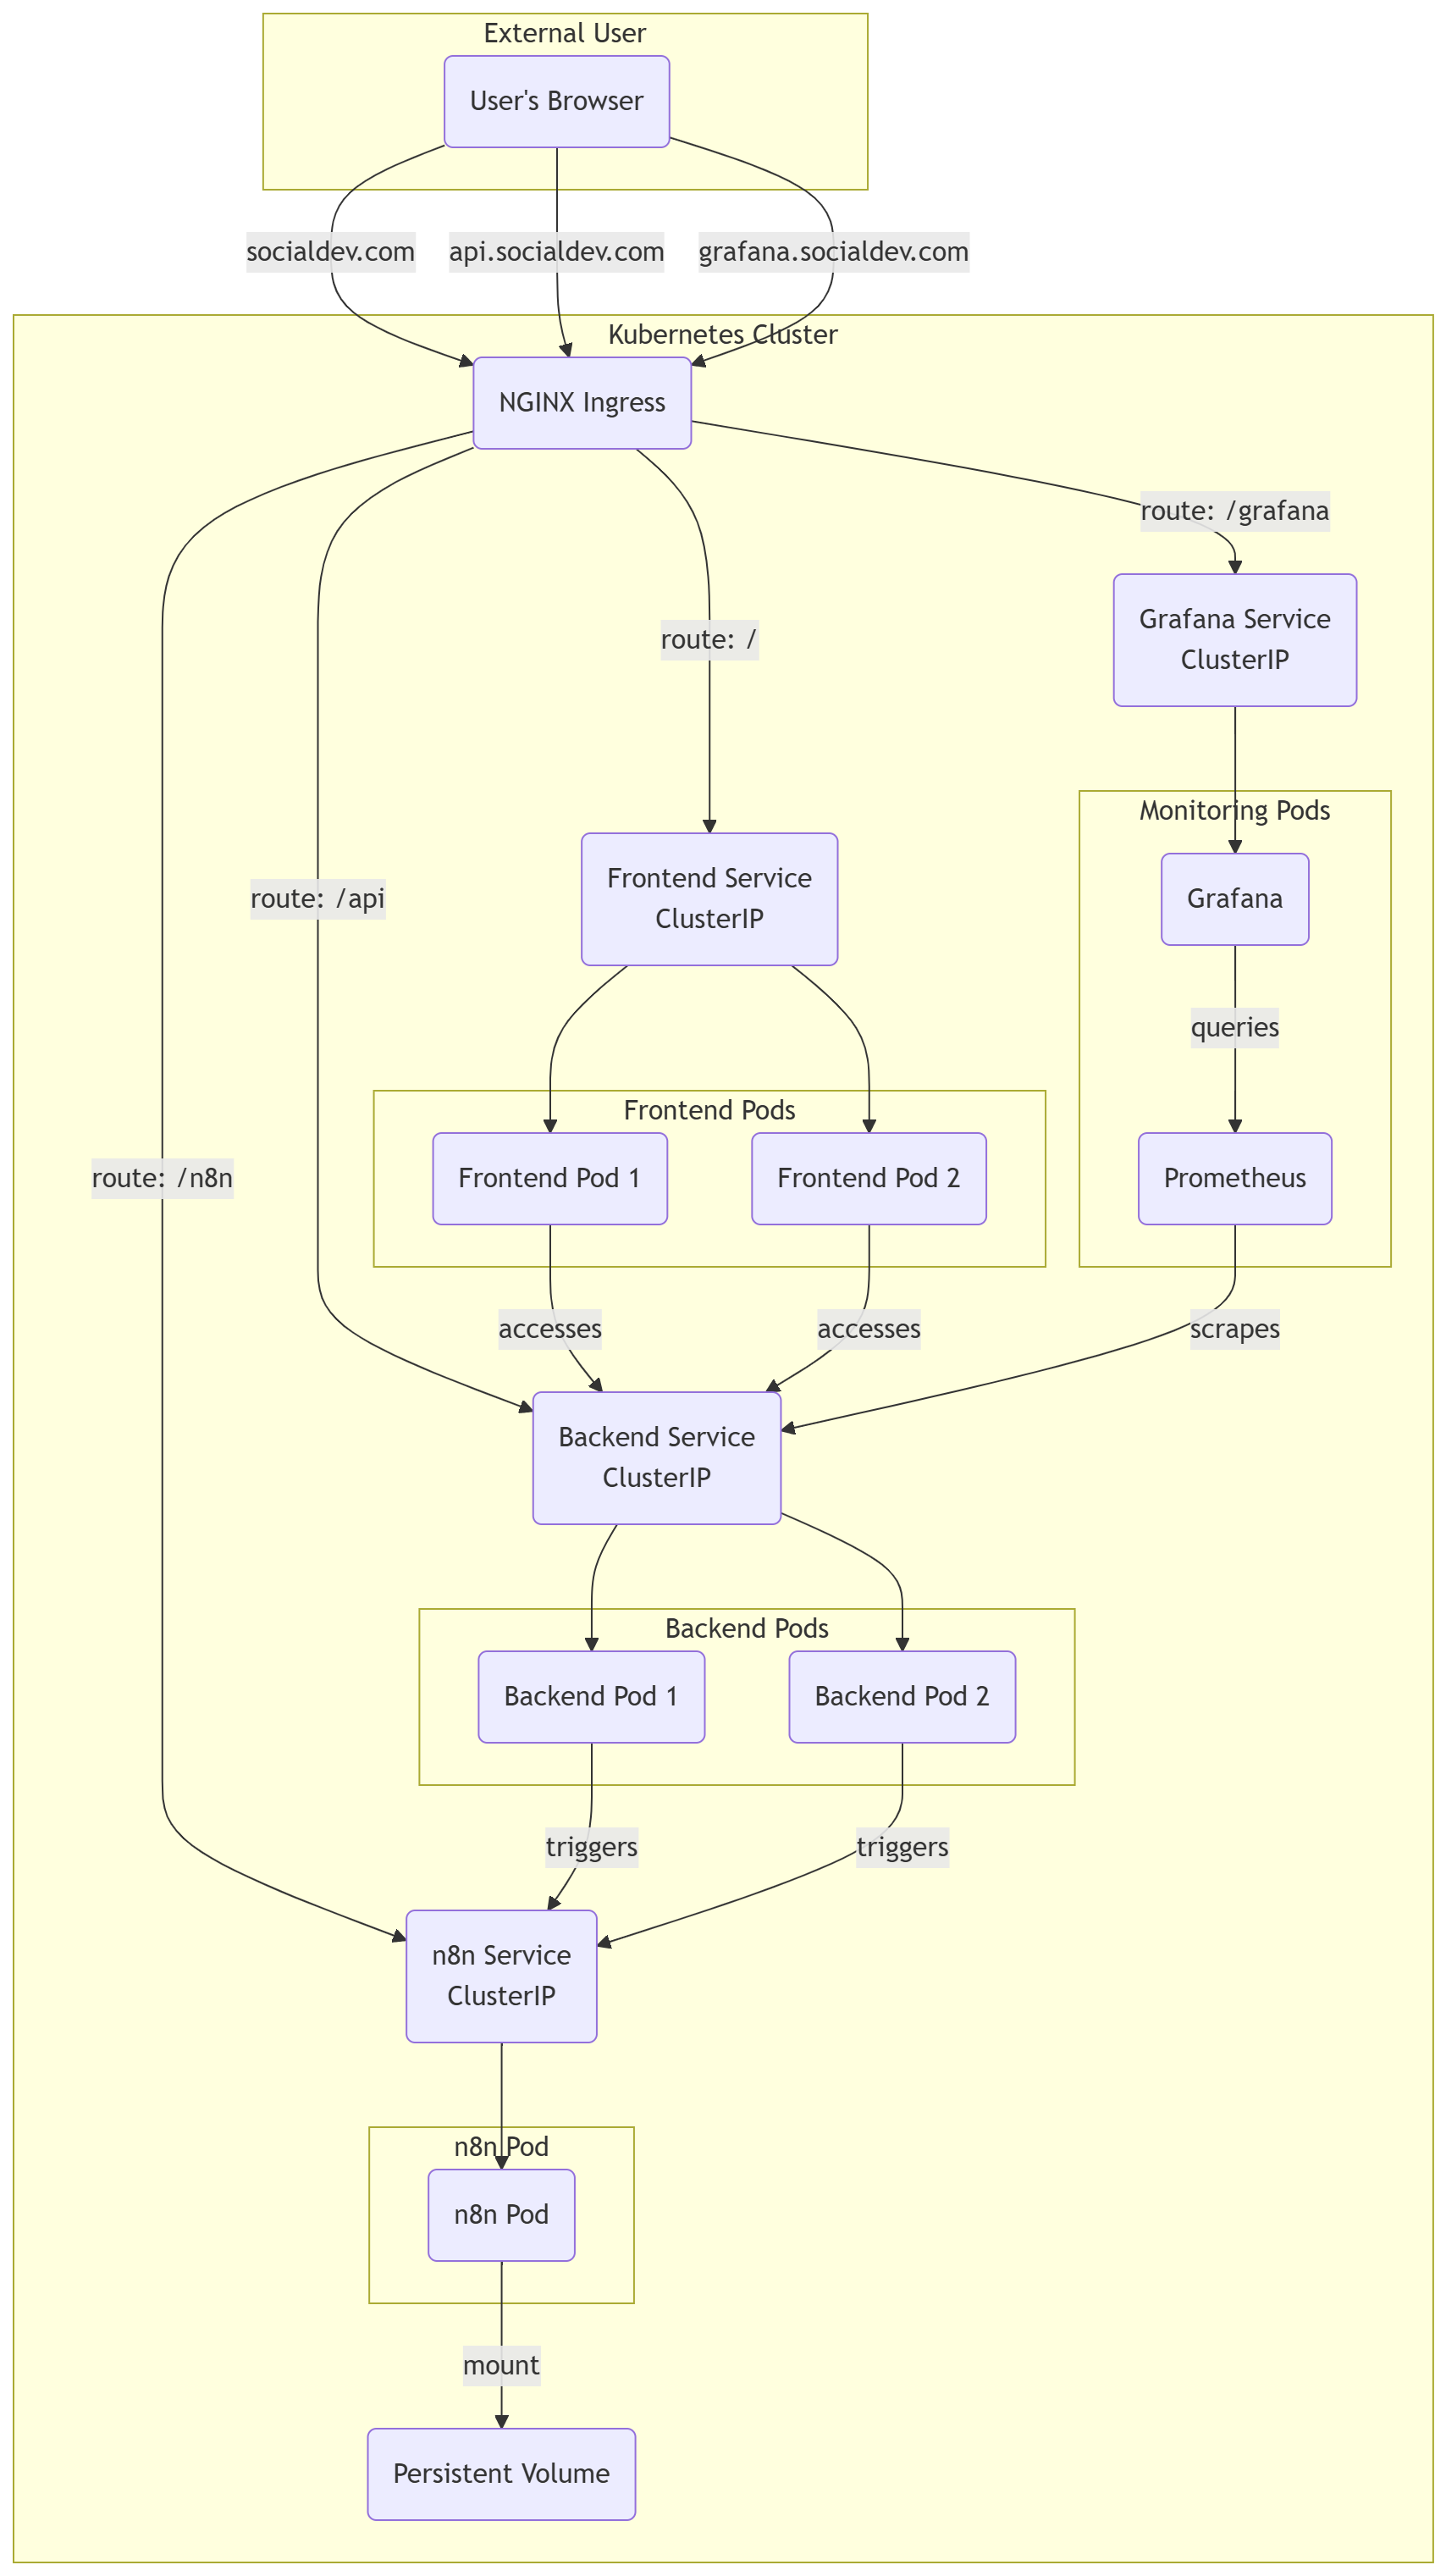 External User
User's Browser
socialdev.com
api.socialdev.com
grafana.socialdev.com
Kubernetes Cluster
NGINX Ingress
route: /grafana
Grafana Service
ClusterIP
route: /
Monitoring Pods
Frontend Service
ClusterIP
route: /api
Grafana
queries
Frontend Pods
Frontend Pod 1
Frontend Pod 2
Prometheus
route: /n8n
accesses
accesses
scrapes
Backend Service
ClusterIP
Backend Pods
Backend Pod 1
Backend Pod 2
triggers
triggers
n8n Service
ClusterIP
n8n Pod
n8n Pod
mount
Persistent Volume